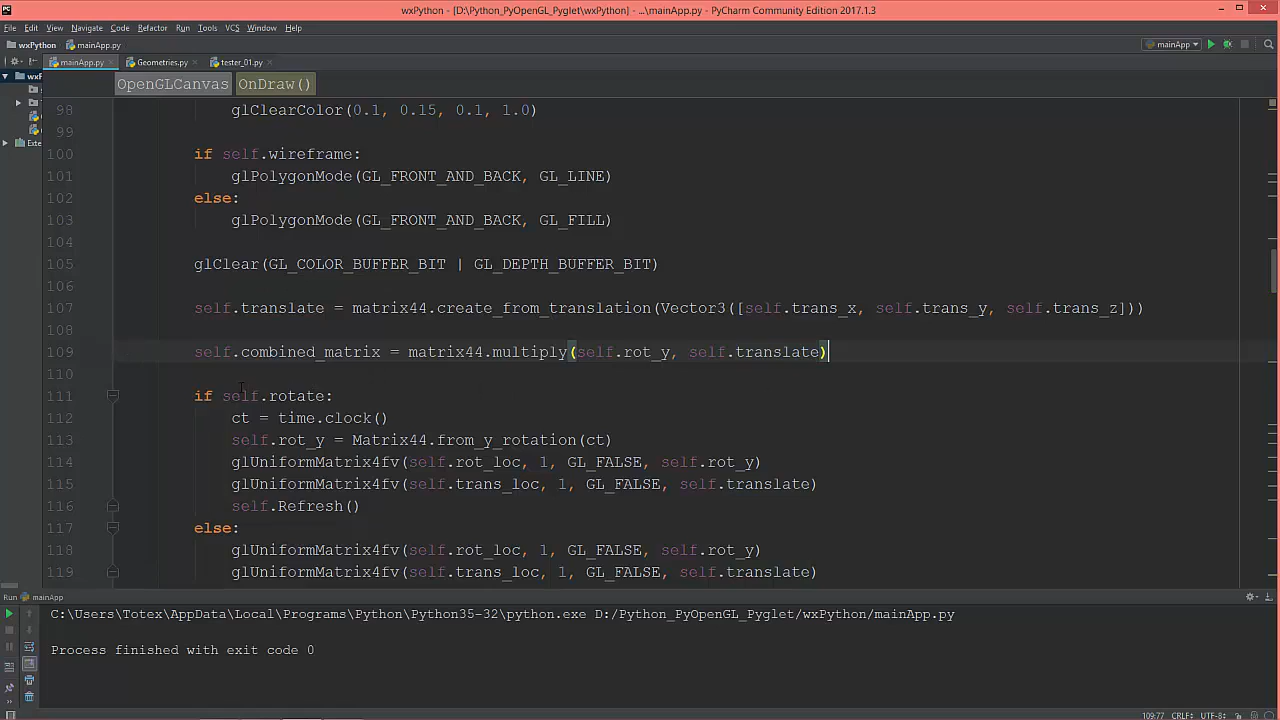 wxPython - [D:\Python_PyOpenGL_Pyglet\wxPython] - ...\mainApp.py - PyCharm Community Edition 2017.1.3
File Edit View Navigate Code Refactor Run Tools VCS Window Help
wxPython mainApp.py mainApp
mainApp.py Geometries.py tester_01.py
OpenGLCanvas OnDraw()
98 glClearColor(0.1, 0.15, 0.1, 1.0)
99
100 if self.wireframe:
101 glPolygonMode(GL_FRONT_AND_BACK, GL_LINE)
102 else:
103 glPolygonMode(GL_FRONT_AND_BACK, GL_FILL)
104
105 glClear(GL_COLOR_BUFFER_BIT | GL_DEPTH_BUFFER_BIT)
106
107 self.translate = matrix44.create_from_translation(Vector3([self.trans_x, self.trans_y, self.trans_z]))
108
109 self.combined_matrix = matrix44.multiply(self.rot_y, self.translate)
110
111 if self.rotate:
112 ct = time.clock()
113 self.rot_y = Matrix44.from_y_rotation(ct)
114 glUniformMatrix4fv(self.rot_loc, 1, GL_FALSE, self.rot_y)
115 glUniformMatrix4fv(self.trans_loc, 1, GL_FALSE, self.translate)
116 self.Refresh()
117 else:
118 glUniformMatrix4fv(self.rot_loc, 1, GL_FALSE, self.rot_y)
119 glUniformMatrix4fv(self.trans_loc, 1, GL_FALSE, self.translate)
Run mainApp
C:\Users\Totex\AppData\Local\Programs\Python\Python35-32\python.exe D:/Python_PyOpenGL_Pyglet/wxPython/mainApp.py
Process finished with exit code 0
109:77 CRLF÷ UTF-8÷